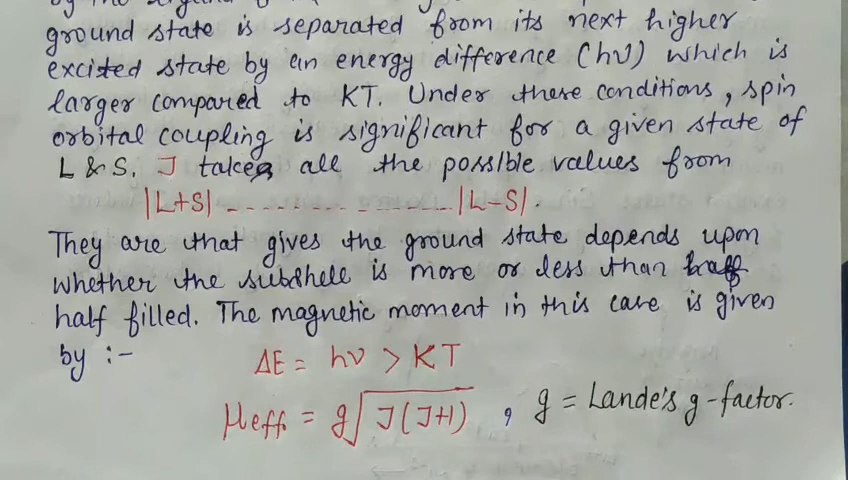 by the
ground state is separated from its next higher
excited state by an energy difference (hν) which is
larger compared to KT. Under these conditions, spin
orbital coupling is significant for a given state of
L & S. J takes all the possible values from
|L+S| --------------- |L-S|.
They are that gives the ground state depends upon
whether the subshell is more or less than half
half filled. The magnetic moment in this case is given
by :-
ΔE = hν > KT
μeff = g√J(J+1) , g = Lande's g-factor.